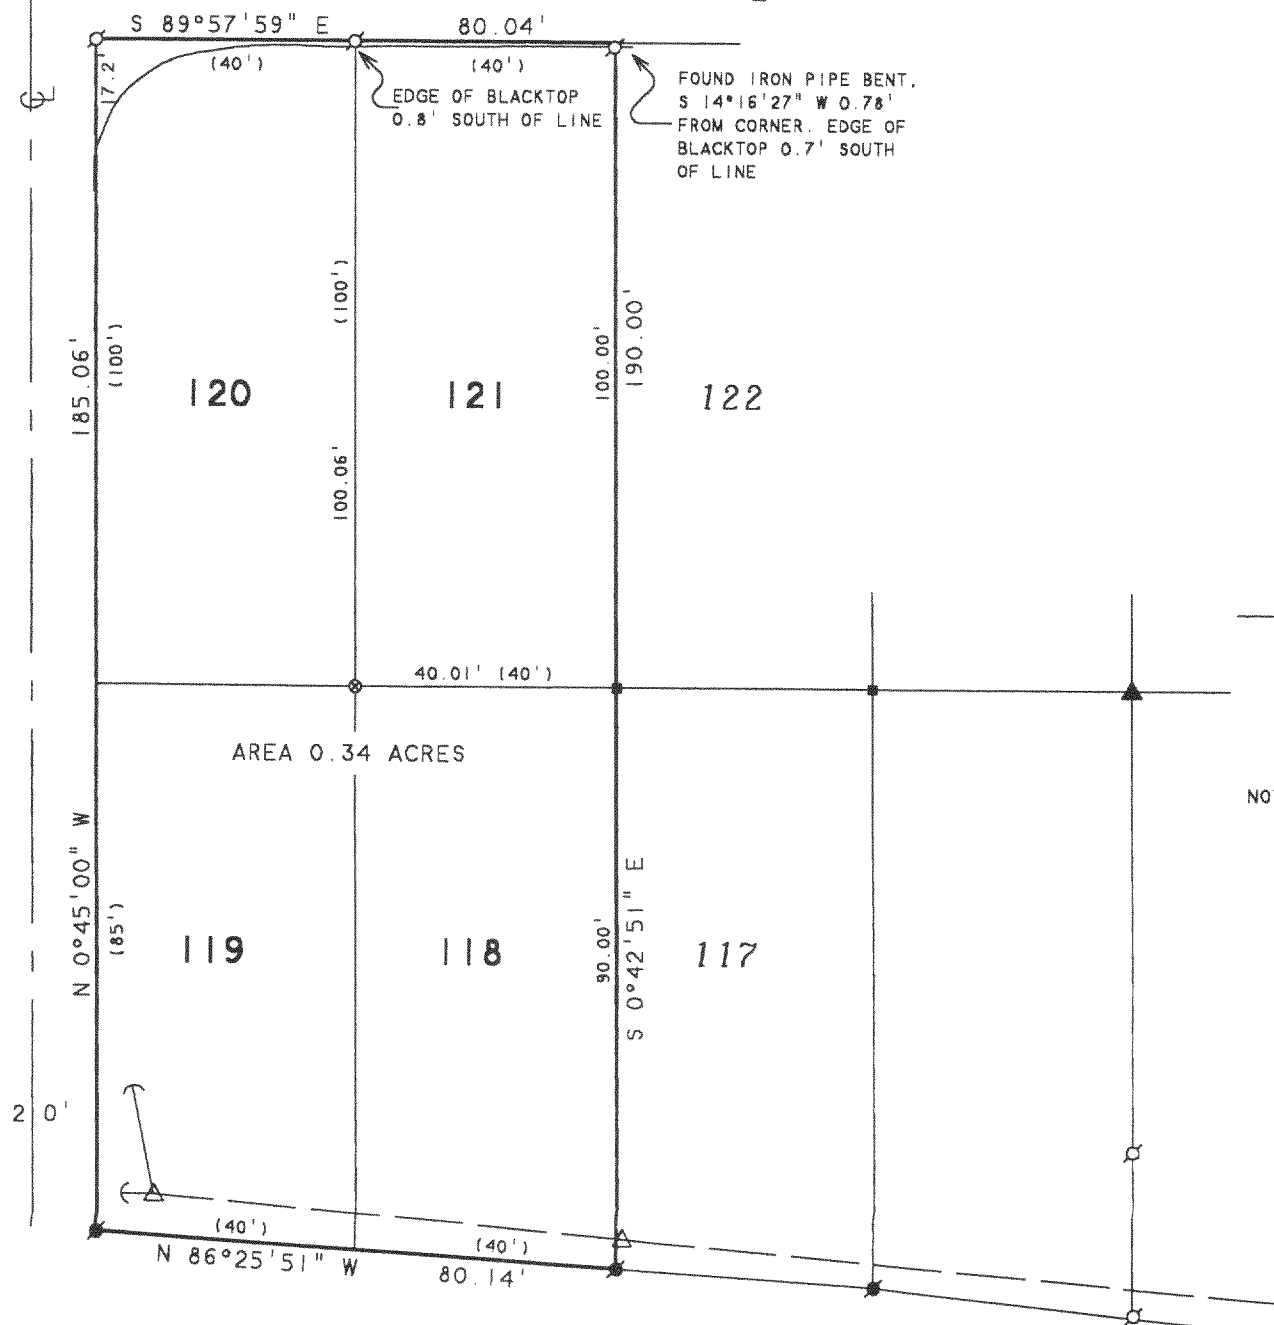 S 89°57'59" E
80.04'
(40')
(40')
17.2'
EDGE OF BLACKTOP
0.8' SOUTH OF LINE
FOUND IRON PIPE BENT,
S 14°16'27" W 0.78'
FROM CORNER. EDGE OF
BLACKTOP 0.7' SOUTH
OF LINE
185.06'
(100')
(100')
100.06'
100.00'
190.00'
120
121
122
40.01' (40')
AREA 0.34 ACRES
N 0°45'00" W
(85')
119
118
90.00'
S 0°42'51" E
117
20'
(40')
(40')
N 86°25'51" W
80.14'